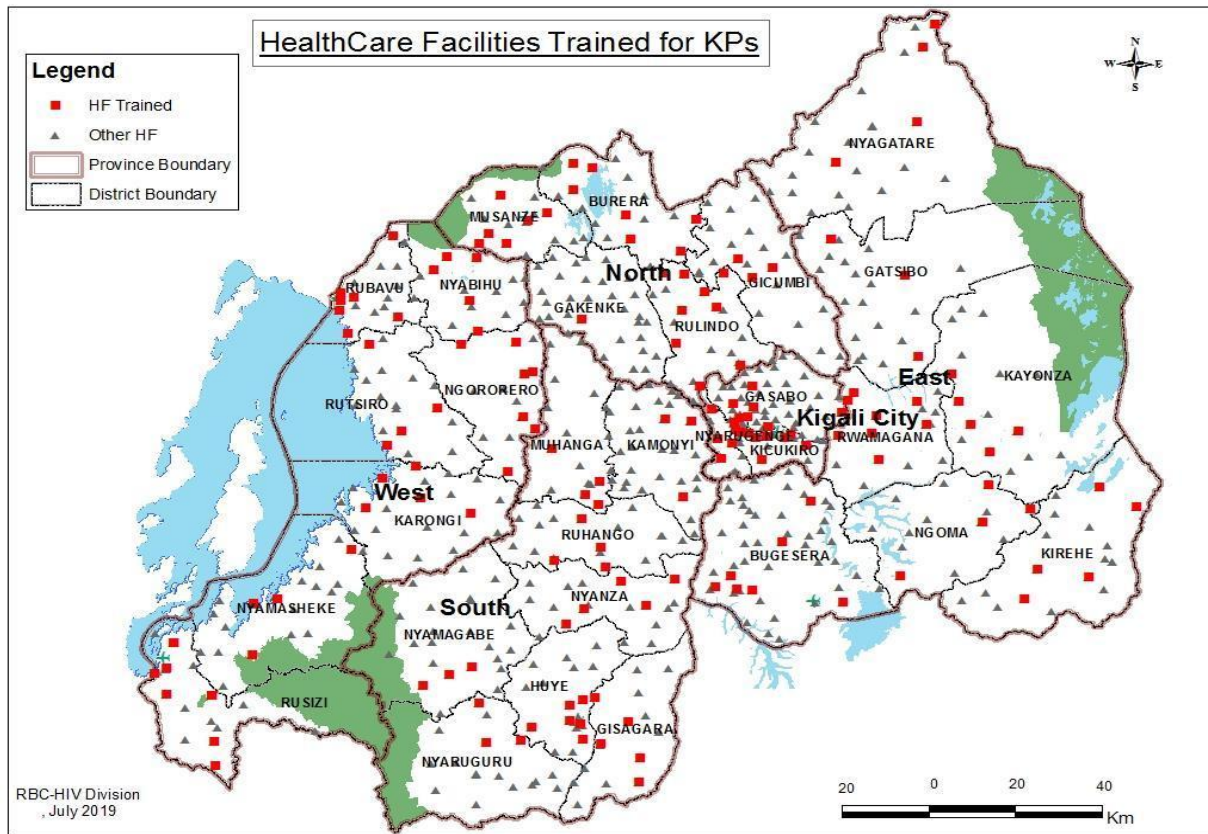 HealthCare Facilities Trained for KPs
Legend
HF Trained
Other HF
Province Boundary
District Boundary
N
W E
S
NYAGATARE
BURERA
MUSANZE
North
GATSIBO
RUBAVU
NYABIHU
GICUMBI
GAKENKE
RULINDO
East
KAYONZA
NGORORERO
GASABO
RUTSIRO
Kigali City
MUHANGA
KAMONYI
NYARUGENGE
RWAMAGANA
KICUKIRO
West
KARONGI
RUHANGO
NGOMA
BUGESERA
KIREHE
NYANZA
NYAMASHEKE
South
NYAMAGABE
HUYE
RUSIZI
GISAGARA
NYARUGURU
RBC-HIV Division
, July 2019
20 0 20 40
Km